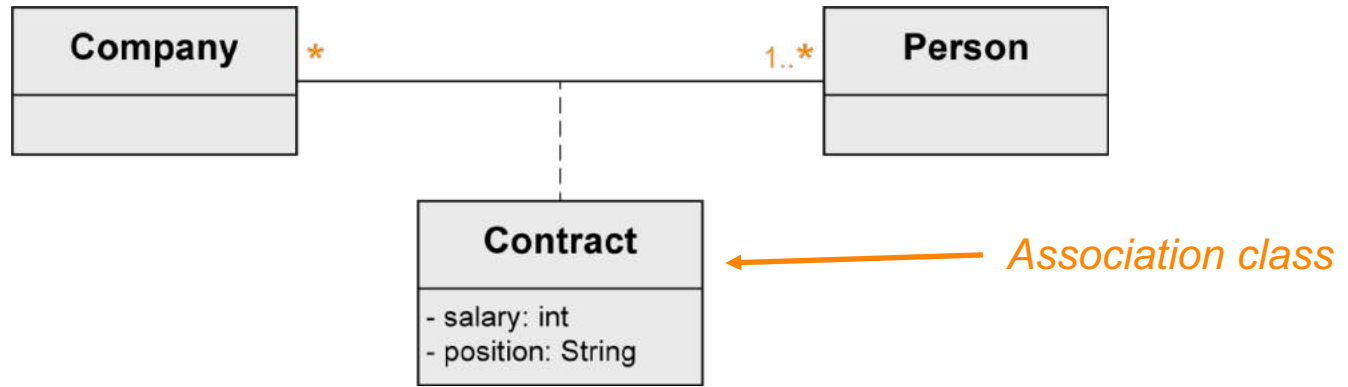 Company
*
1..*
Person
Contract
- salary: int
- position: String
Association class